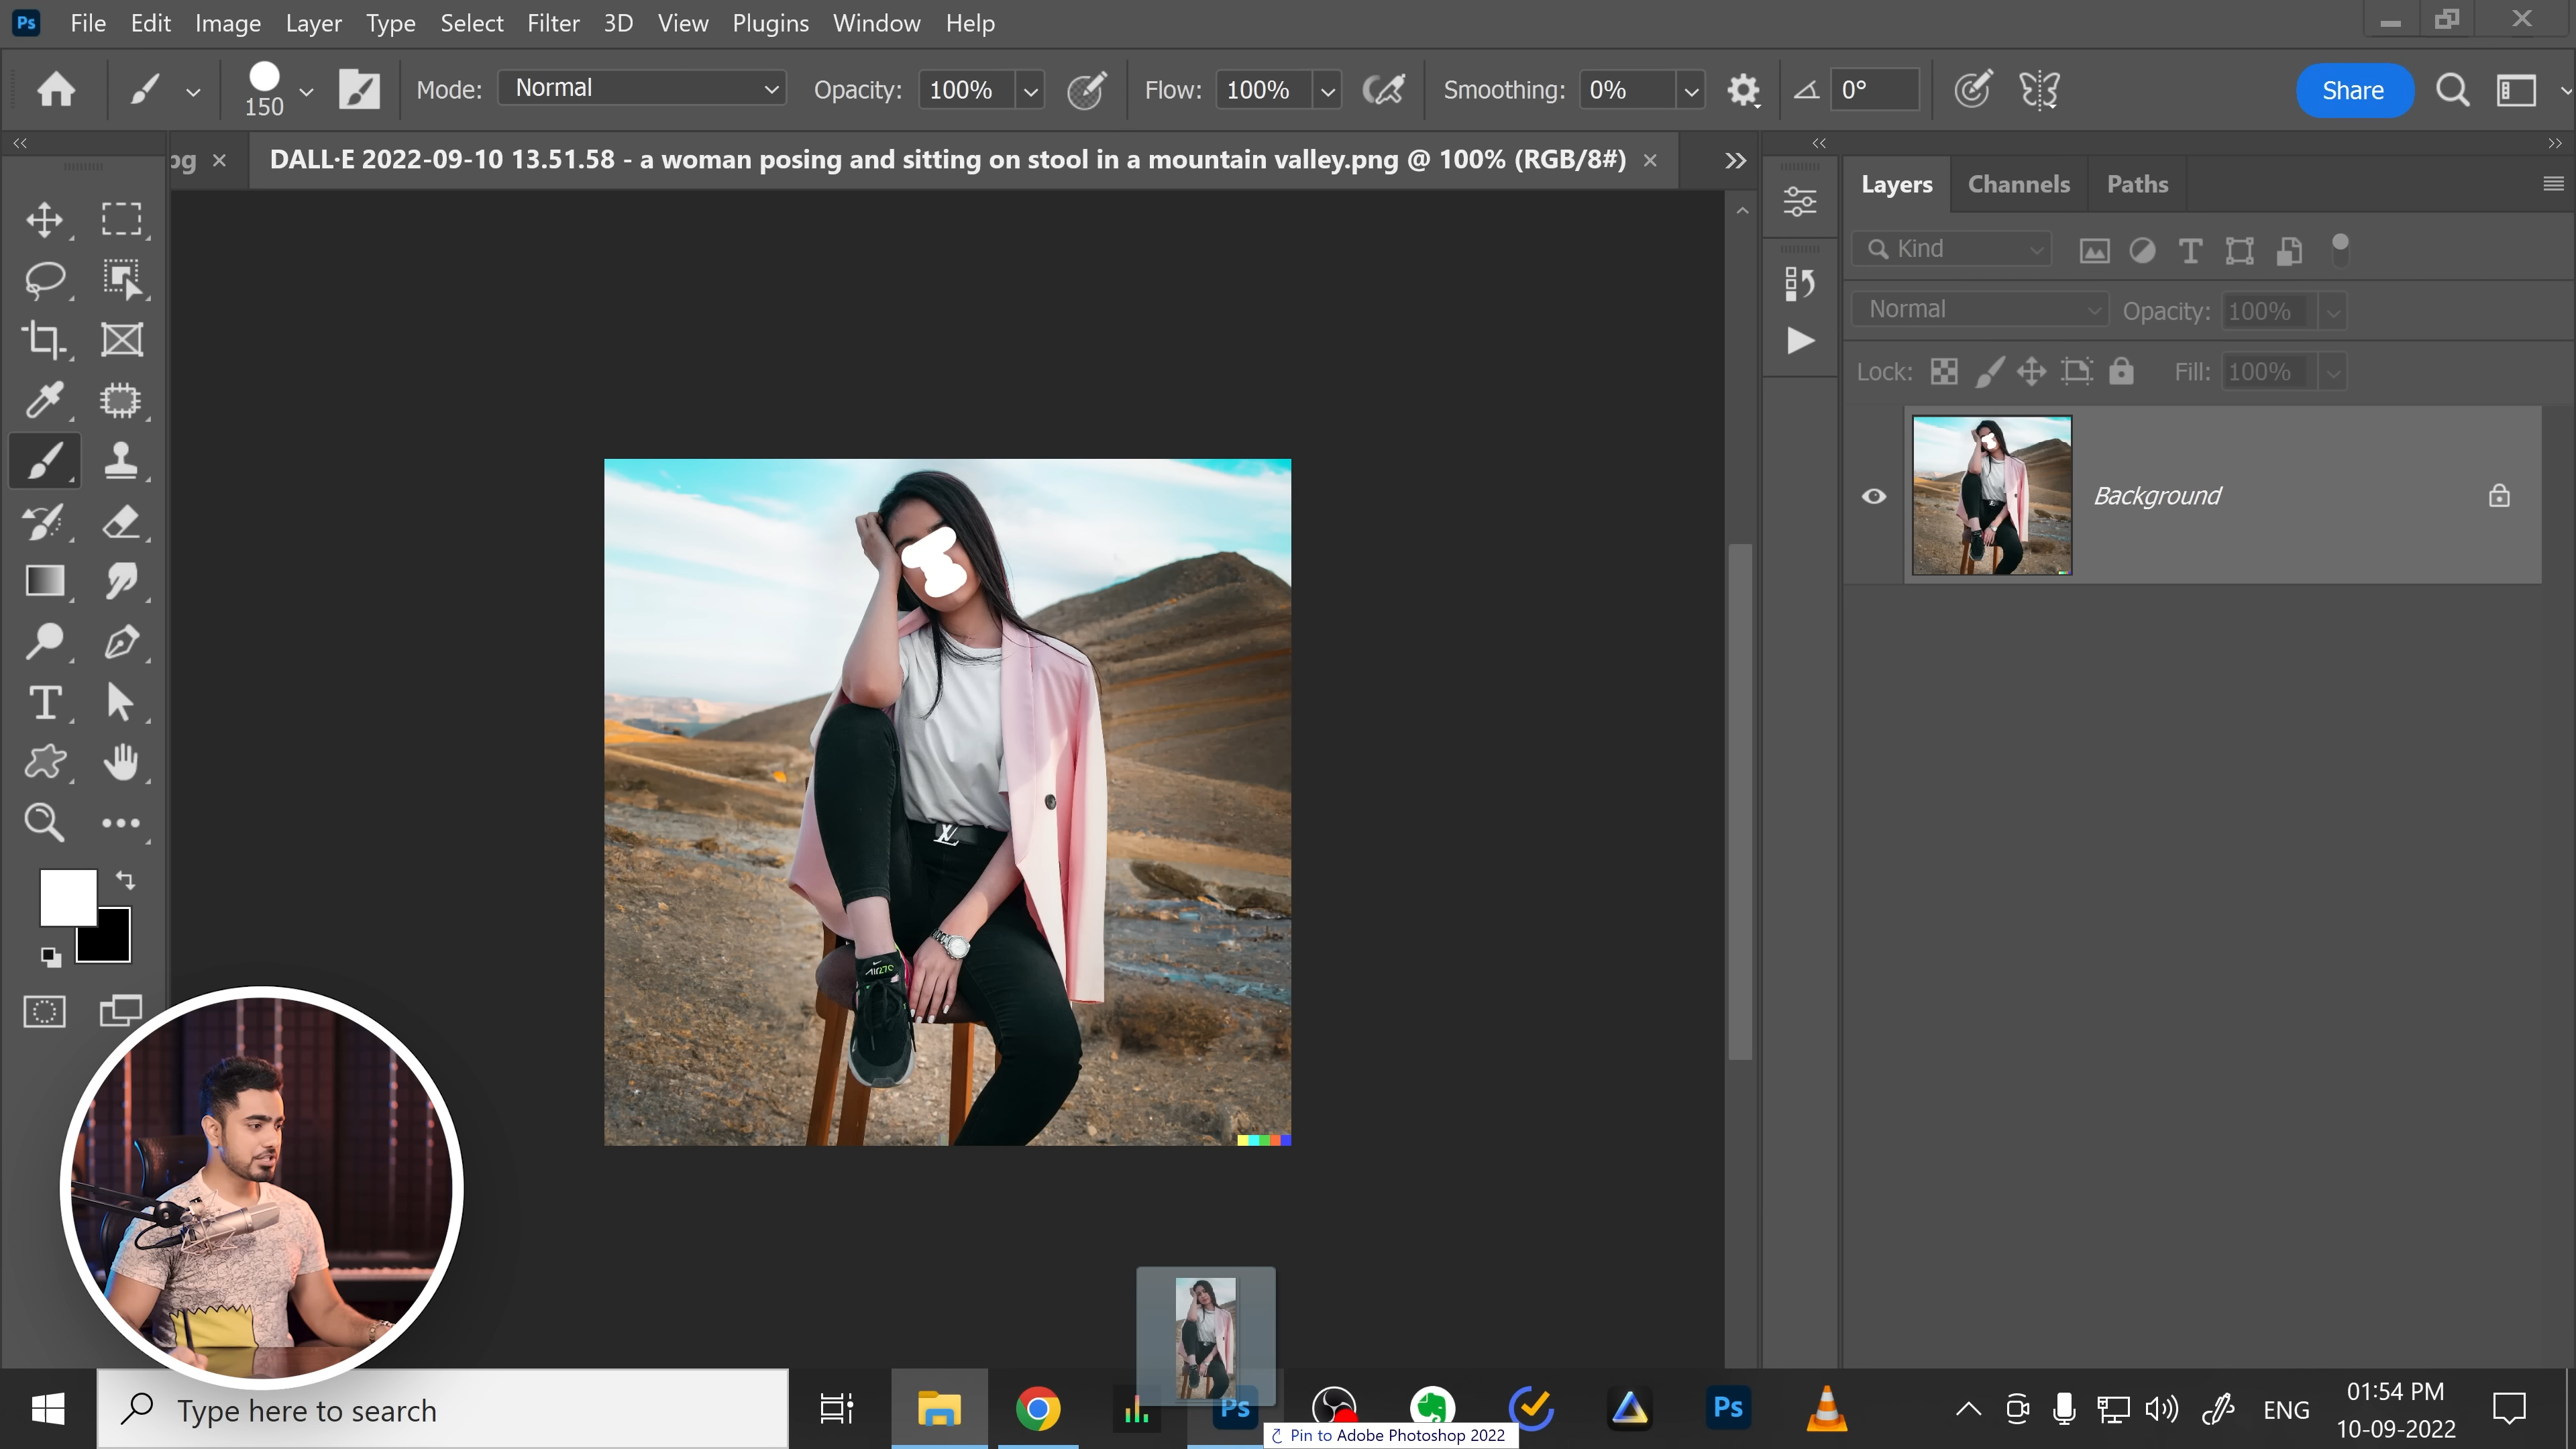 Ps File Edit Image Layer Type Select Filter 3D View Plugins Window Help
150 Mode: Normal Opacity: 100% Flow: 100% Smoothing: 0% 0° Share
pg × DALL·E 2022-09-10 13.51.58 - a woman posing and sitting on stool in a mountain valley.png @ 100% (RGB/8#) ×
Layers Channels Paths
Kind
Normal Opacity: 100%
Lock: Fill: 100%
Background
Type here to search
Ps
Ps
Pin to Adobe Photoshop 2022
ENG
01:54 PM
10-09-2022